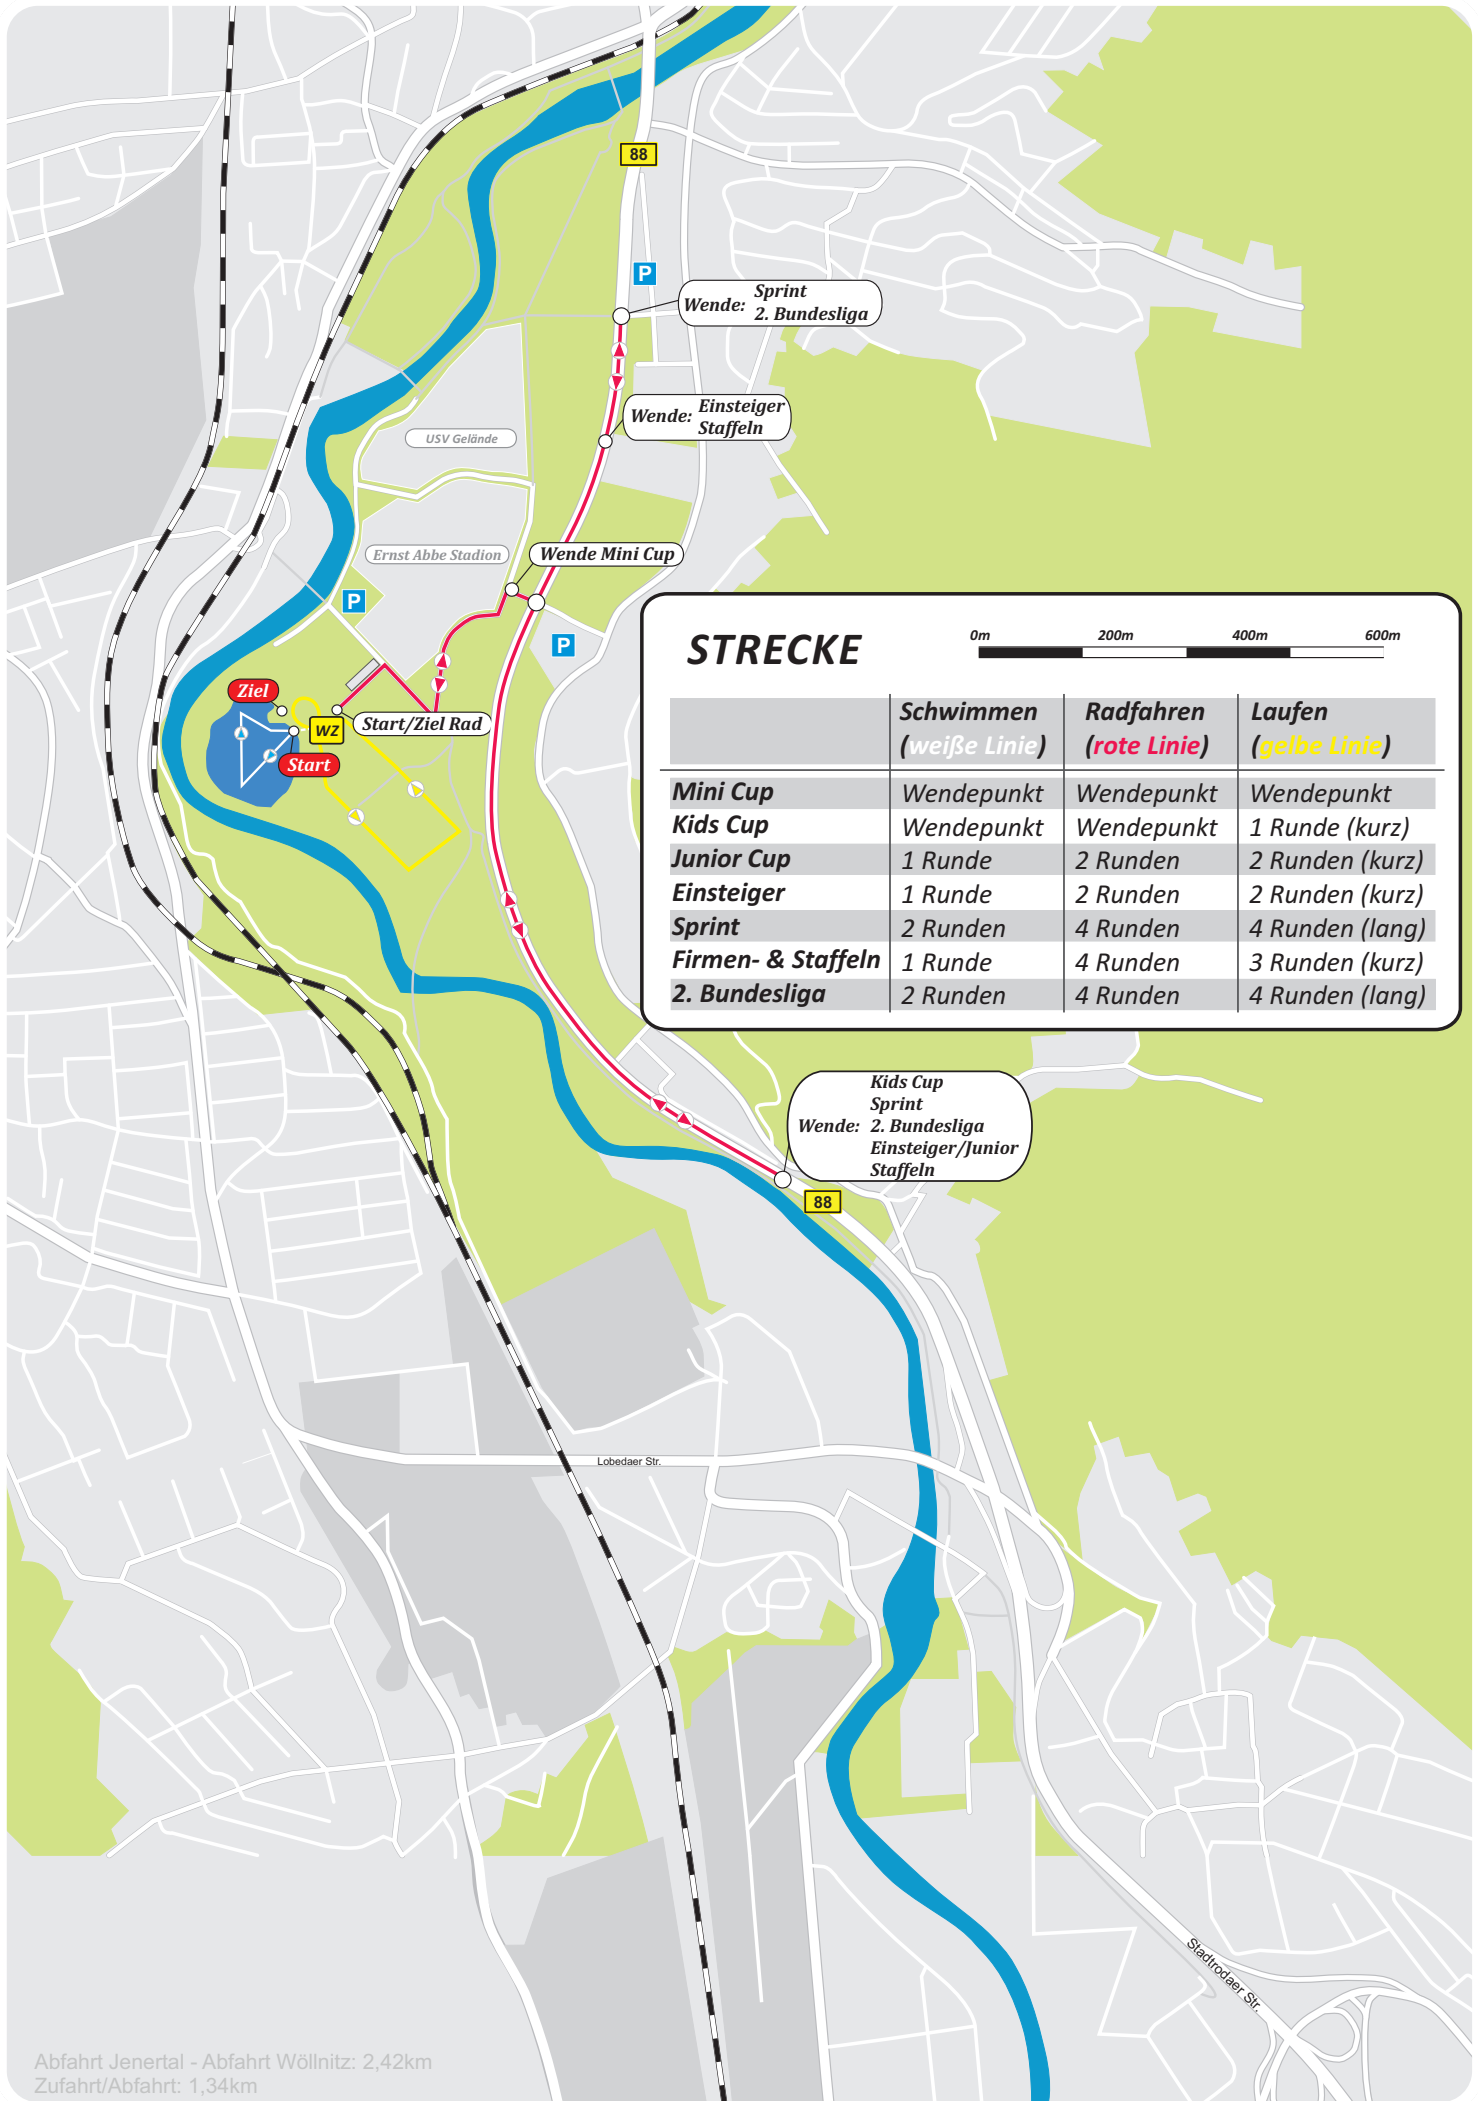 88
P
Wende: Sprint
2. Bundesliga
Wende: Einsteiger
Staffeln
USV Gelände
Ernst Abbe Stadion
Wende Mini Cup
P
P
Ziel
WZ
Start/Ziel Rad
Start
STRECKE
0m 200m 400m 600m
Schwimmen Radfahren Laufen
(weiße Linie) (rote Linie) (gelbe Linie)
Mini Cup Wendepunkt Wendepunkt Wendepunkt
Kids Cup Wendepunkt Wendepunkt 1 Runde (kurz)
Junior Cup 1 Runde 2 Runden 2 Runden (kurz)
Einsteiger 1 Runde 2 Runden 2 Runden (kurz)
Sprint 2 Runden 4 Runden 4 Runden (lang)
Firmen- & Staffeln 1 Runde 4 Runden 3 Runden (kurz)
2. Bundesliga 2 Runden 4 Runden 4 Runden (lang)
Kids Cup
Sprint
Wende: 2. Bundesliga
Einsteiger/Junior
Staffeln
88
Lobedaer Str.
Stadtrodaer Str.
Abfahrt Jenertal - Abfahrt Wöllnitz: 2,42km
Zufahrt/Abfahrt: 1,34km